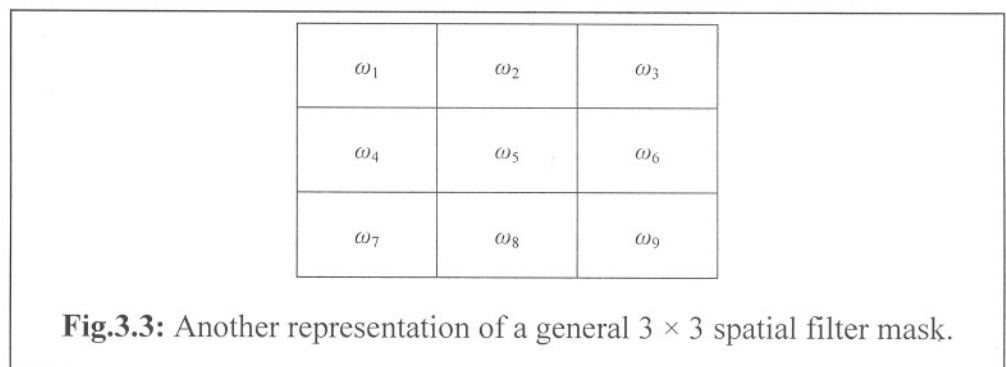 ω₁ ω₂ ω₃
ω₄ ω₅ ω₆
ω₇ ω₈ ω₉
Fig.3.3: Another representation of a general 3 × 3 spatial filter mask.